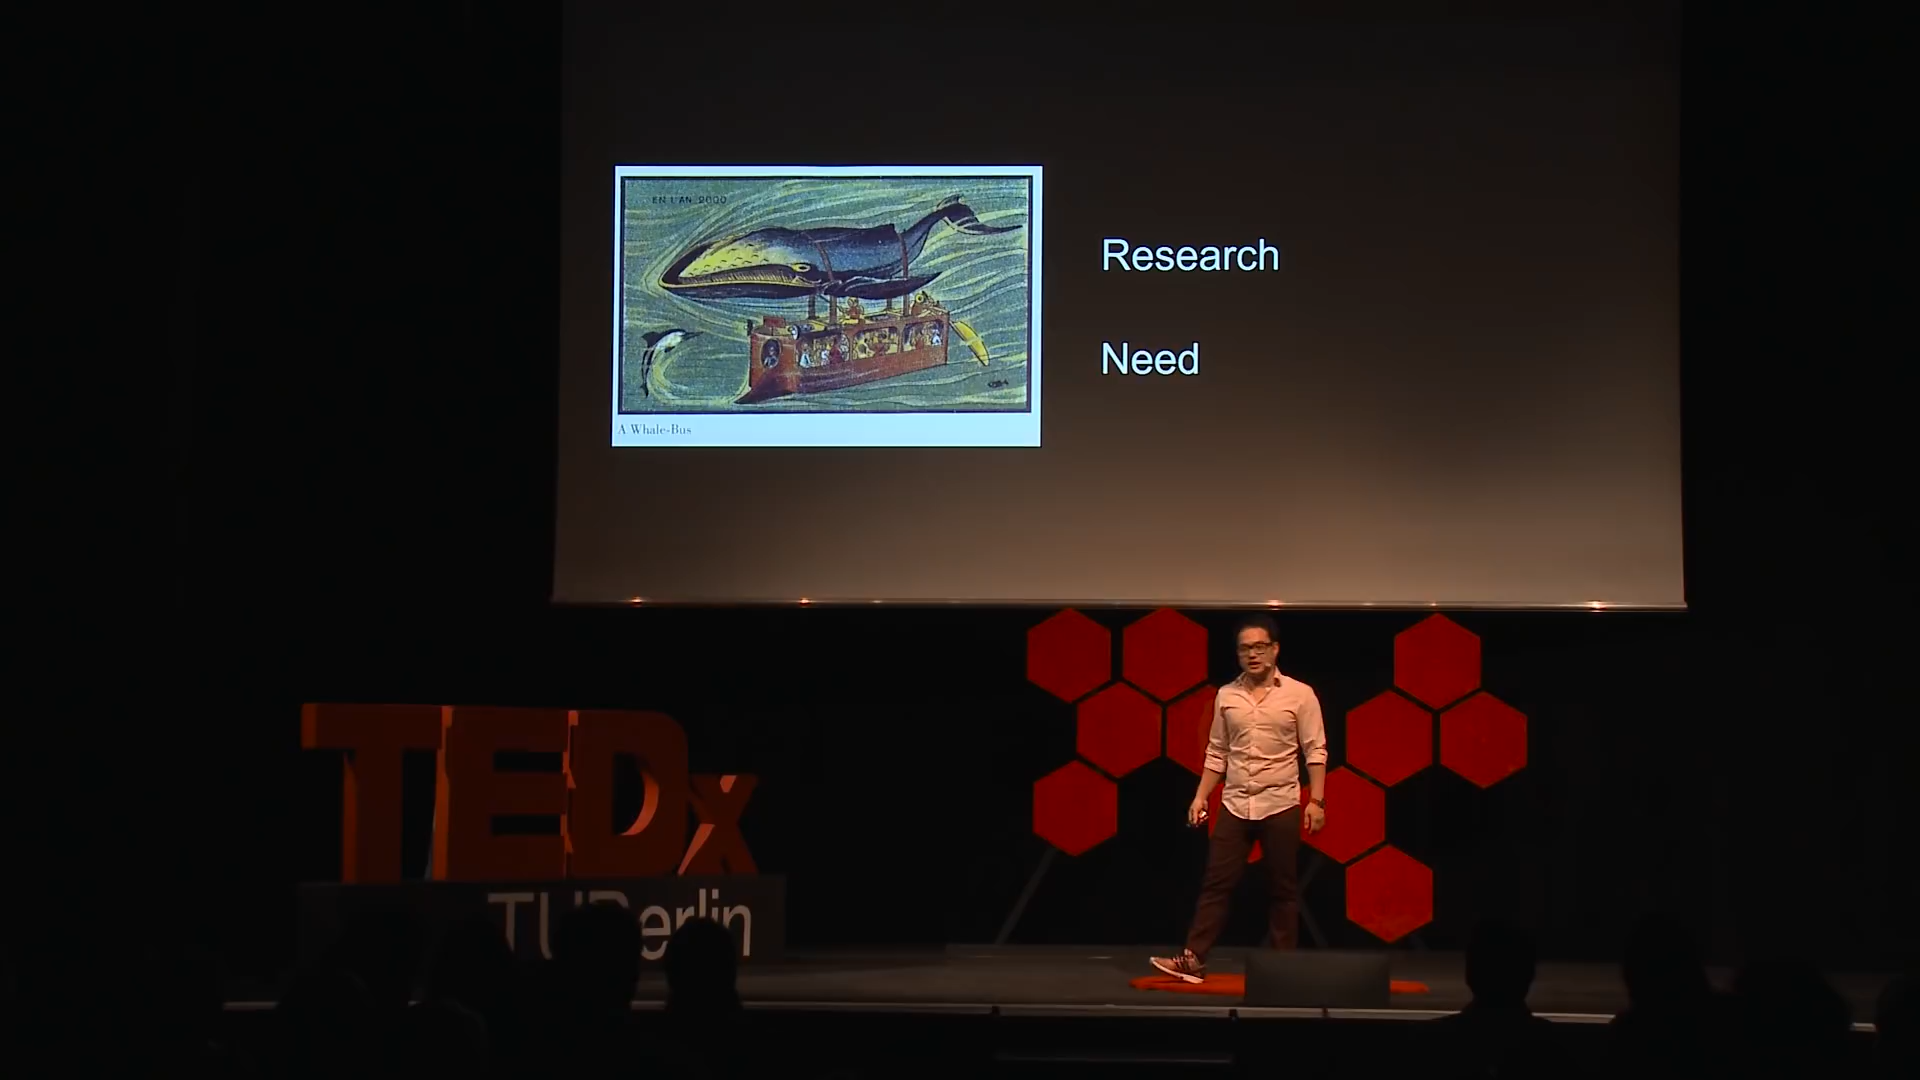 EN L'AN 2000
A Whale-Bus
Research
Need
TEDx
TUBerlin